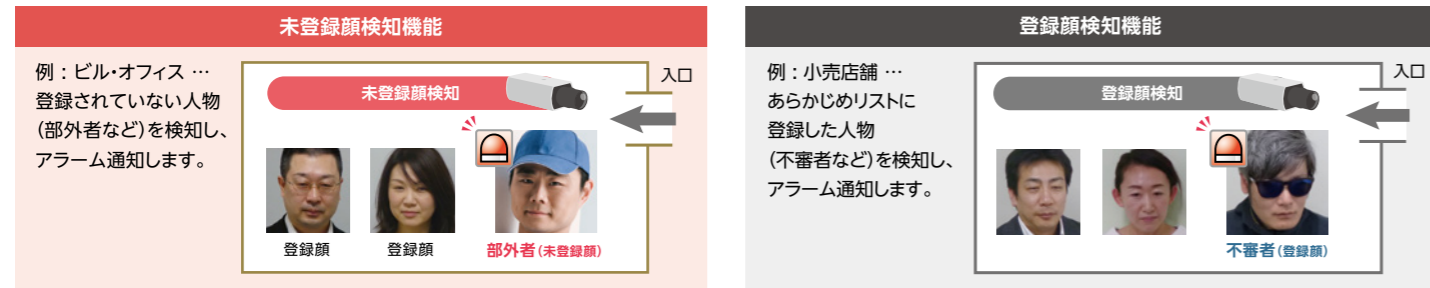 未登録顔検知機能
例：ビル・オフィス …
登録されていない人物
（部外者など）を検知し、
アラーム通知します。
未登録顔検知
入口
登録顔
登録顔
部外者（未登録顔）
登録顔検知機能
例：小売店舗 …
あらかじめリストに
登録した人物
（不審者など）を検知し、
アラーム通知します。
登録顔検知
入口
不審者（登録顔）